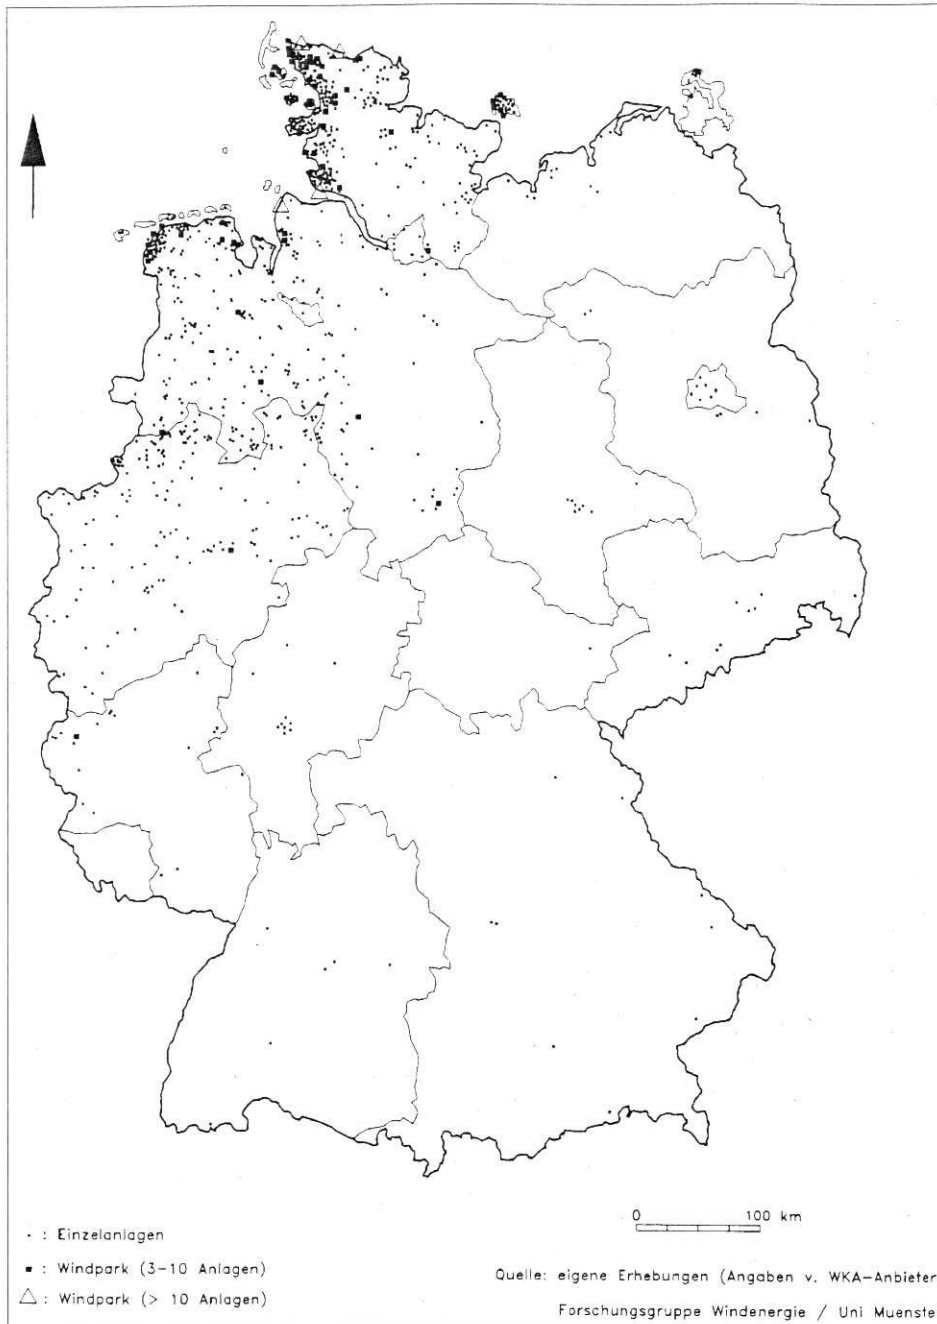 0 100 km
. : Einzelanlagen
■ : Windpark (3-10 Anlagen)
△ : Windpark (> 10 Anlagen)
Quelle: eigene Erhebungen (Angaben v. WKA-Anbieter
Forschungsgruppe Windenergie / Uni Muenste